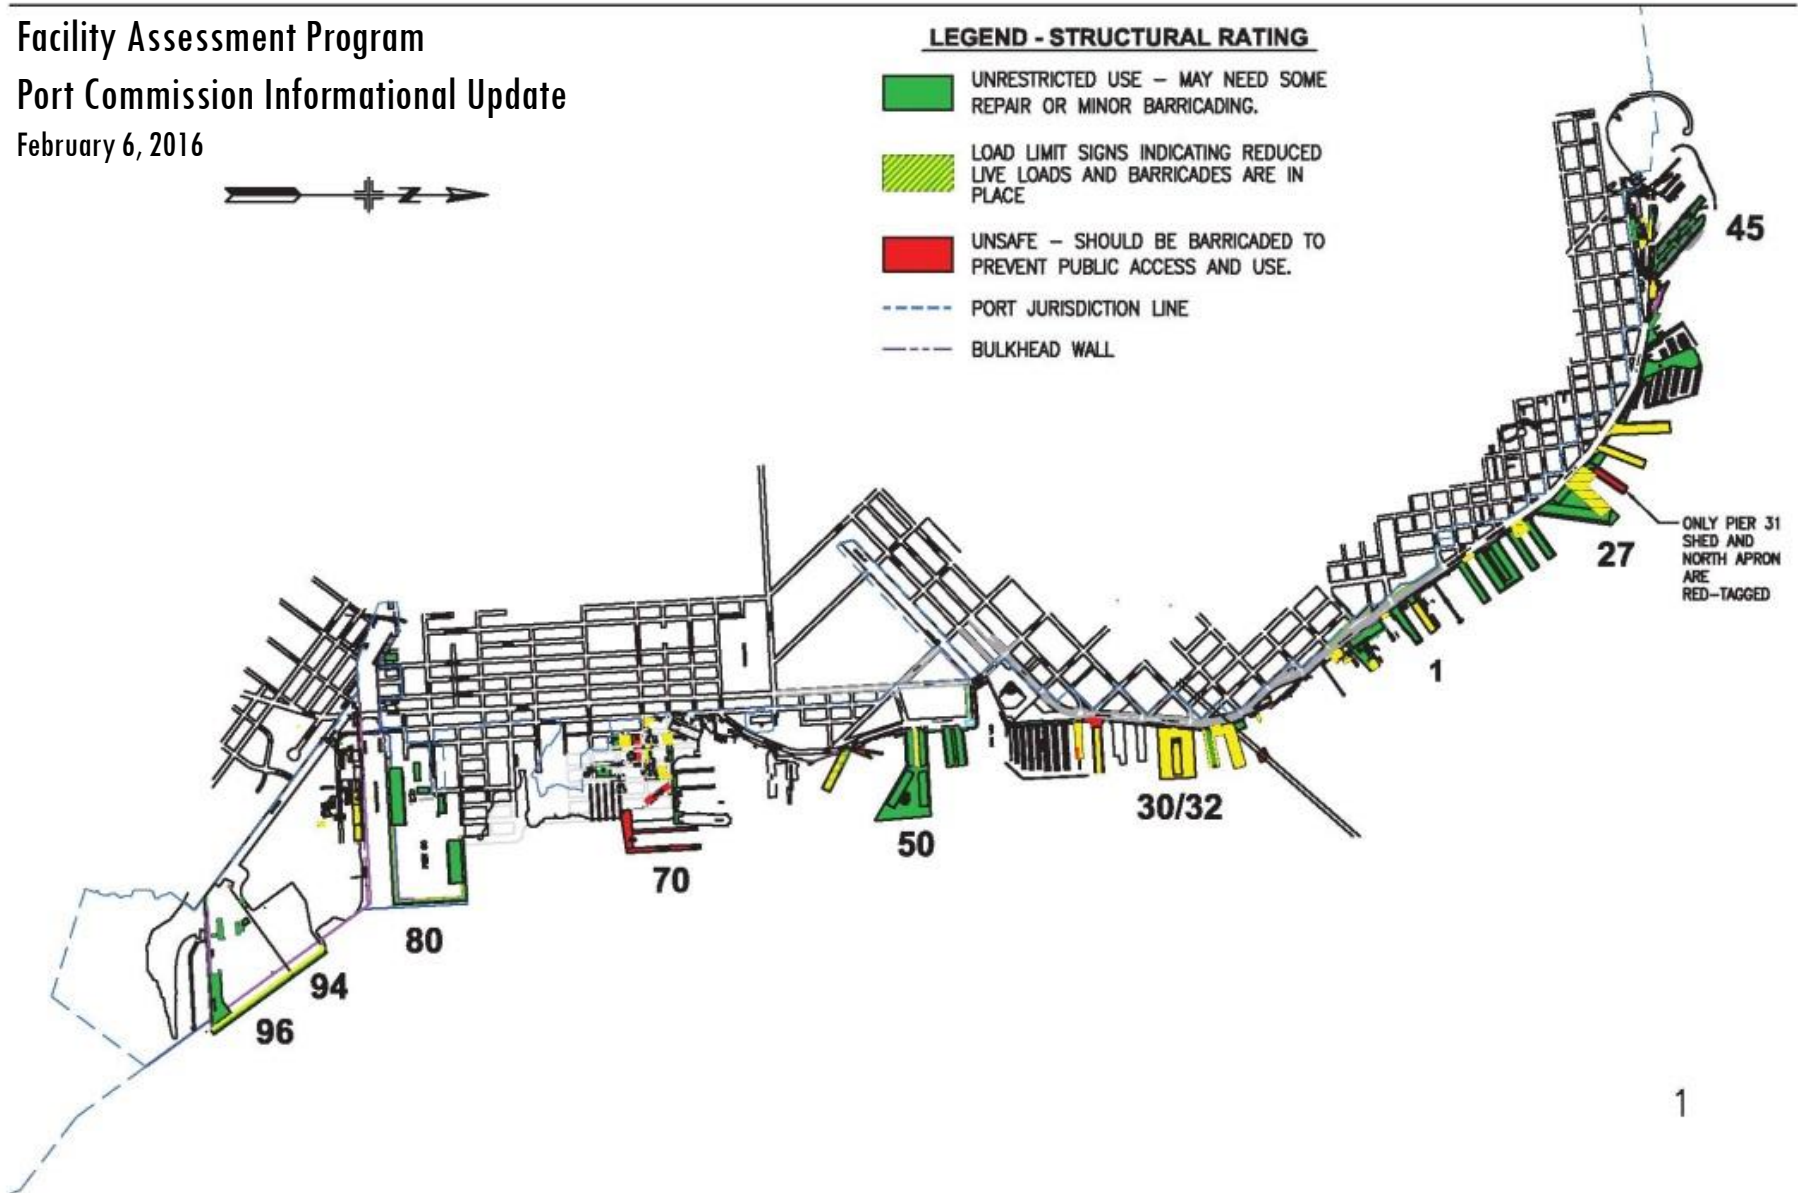 Facility Assessment Program
Port Commission Informational Update
February 6, 2016
N
LEGEND - STRUCTURAL RATING
UNRESTRICTED USE – MAY NEED SOME
REPAIR OR MINOR BARRICADING.
LOAD LIMIT SIGNS INDICATING REDUCED
LIVE LOADS AND BARRICADES ARE IN
PLACE
UNSAFE – SHOULD BE BARRICADED TO
PREVENT PUBLIC ACCESS AND USE.
PORT JURISDICTION LINE
BULKHEAD WALL
45
ONLY PIER 31
SHED AND
NORTH APRON
ARE
RED-TAGGED
27
1
30/32
50
70
80
94
96
1